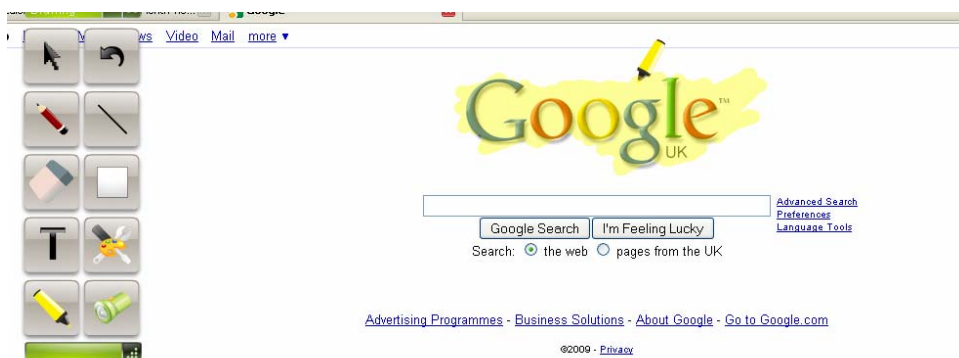 Google
Video Mail more ▼
Google™
UK
Advanced Search
Preferences
Language Tools
Google Search I'm Feeling Lucky
Search: the web pages from the UK
T
Advertising Programmes - Business Solutions - About Google - Go to Google.com
©2009 - Privacy